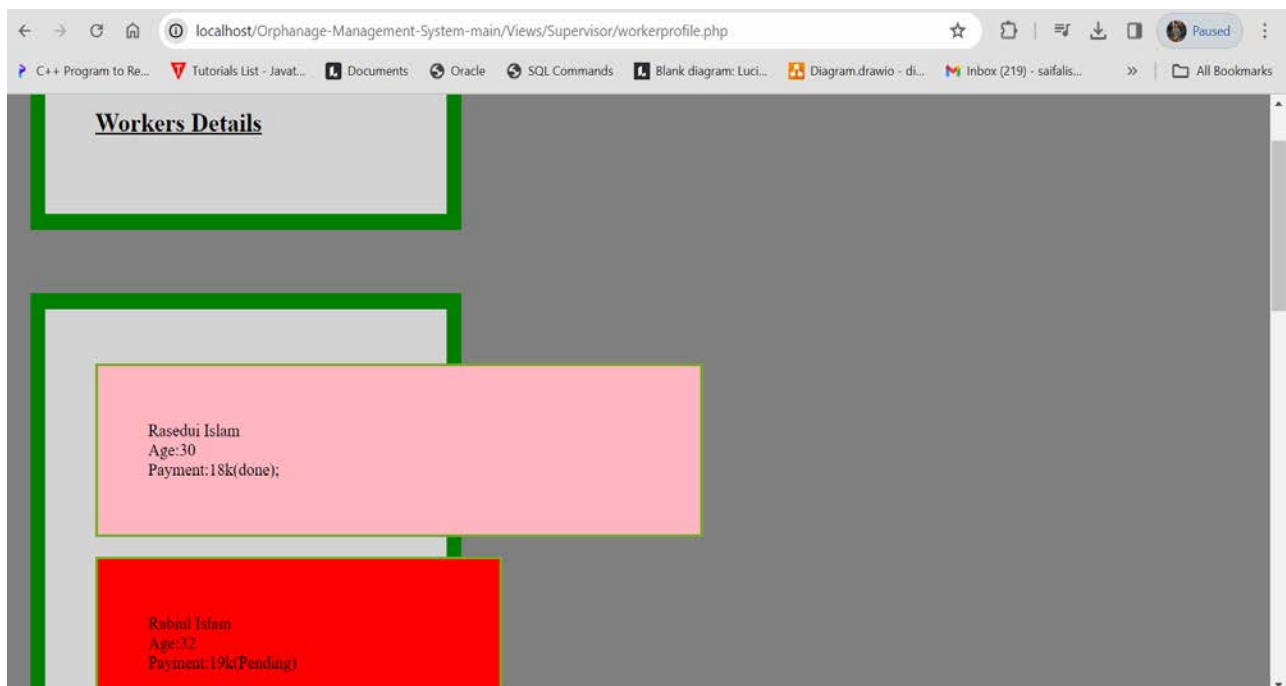 localhost/Orphanage-Management-System-main/Views/Supervisor/workerprofile.php
Paused
C++ Program to Re... Tutorials List - Javat... Documents Oracle SQL Commands Blank diagram: Luci... Diagram.drawio - di... Inbox (219) - saifalis... » All Bookmarks
Workers Details
Rasedui Islam
Age:30
Payment:18k(done);
Rabiul Islam
Age:32
Payment:19k(Pending)